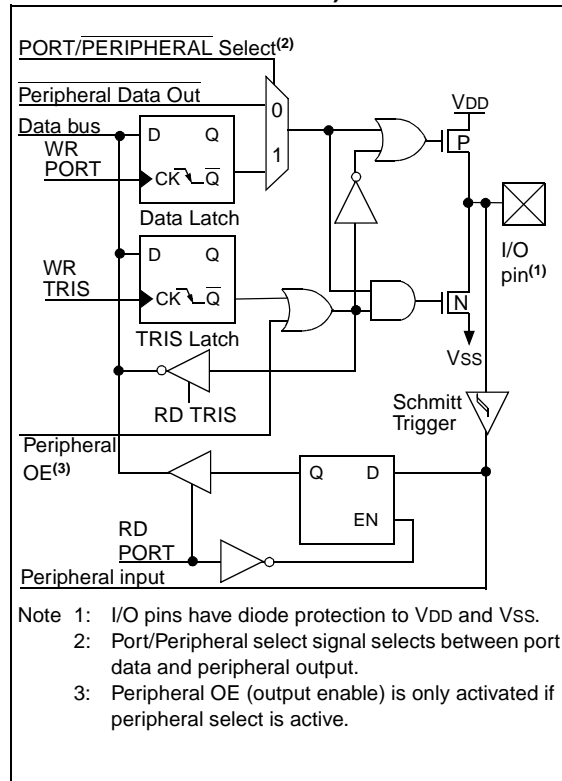 PORT/PERIPHERAL Select(2)
Peripheral Data Out
Data bus
WR
PORT
D Q
CK Q
Data Latch
0
1
VDD
P
I/O
pin(1)
WR
TRIS
D Q
CK Q
TRIS Latch
N
VSS
RD TRIS
Schmitt
Trigger
Peripheral
OE(3)
Q D
EN
RD
PORT
Peripheral input
Note 1: I/O pins have diode protection to VDD and VSS.
2: Port/Peripheral select signal selects between port
data and peripheral output.
3: Peripheral OE (output enable) is only activated if
peripheral select is active.